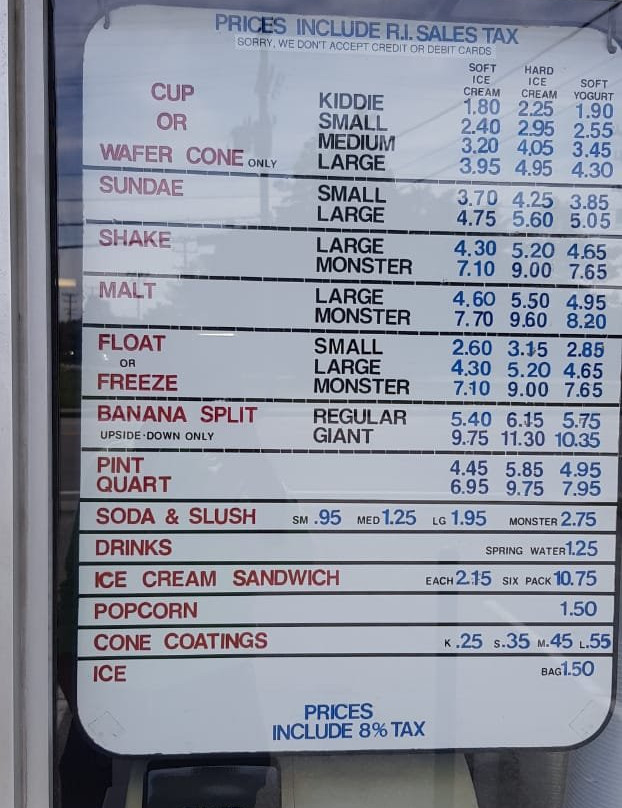 PRICES INCLUDE R.I. SALES TAX
SORRY, WE DON'T ACCEPT CREDIT OR DEBIT CARDS
SOFT ICE CREAM HARD ICE CREAM SOFT YOGURT
CUP OR WAFER CONE ONLY
KIDDIE 1.80 2.25 1.90
SMALL 2.40 2.95 2.55
MEDIUM 3.20 4.05 3.45
LARGE 3.95 4.95 4.30
SUNDAE
SMALL 3.70 4.25 3.85
LARGE 4.75 5.60 5.05
SHAKE
LARGE 4.30 5.20 4.65
MONSTER 7.10 9.00 7.65
MALT
LARGE 4.60 5.50 4.95
MONSTER 7.70 9.60 8.20
FLOAT OR FREEZE
SMALL 2.60 3.15 2.85
LARGE 4.30 5.20 4.65
MONSTER 7.10 9.00 7.65
BANANA SPLIT REGULAR 5.40 6.15 5.75
UPSIDE-DOWN ONLY GIANT 9.75 11.30 10.35
PINT 4.45 5.85 4.95
QUART 6.95 9.75 7.95
SODA & SLUSH SM .95 MED 1.25 LG 1.95 MONSTER 2.75
DRINKS SPRING WATER 1.25
ICE CREAM SANDWICH EACH 2.15 SIX PACK 10.75
POPCORN 1.50
CONE COATINGS K .25 S .35 M .45 L .55
ICE BAG 1.50
PRICES
INCLUDE 8% TAX